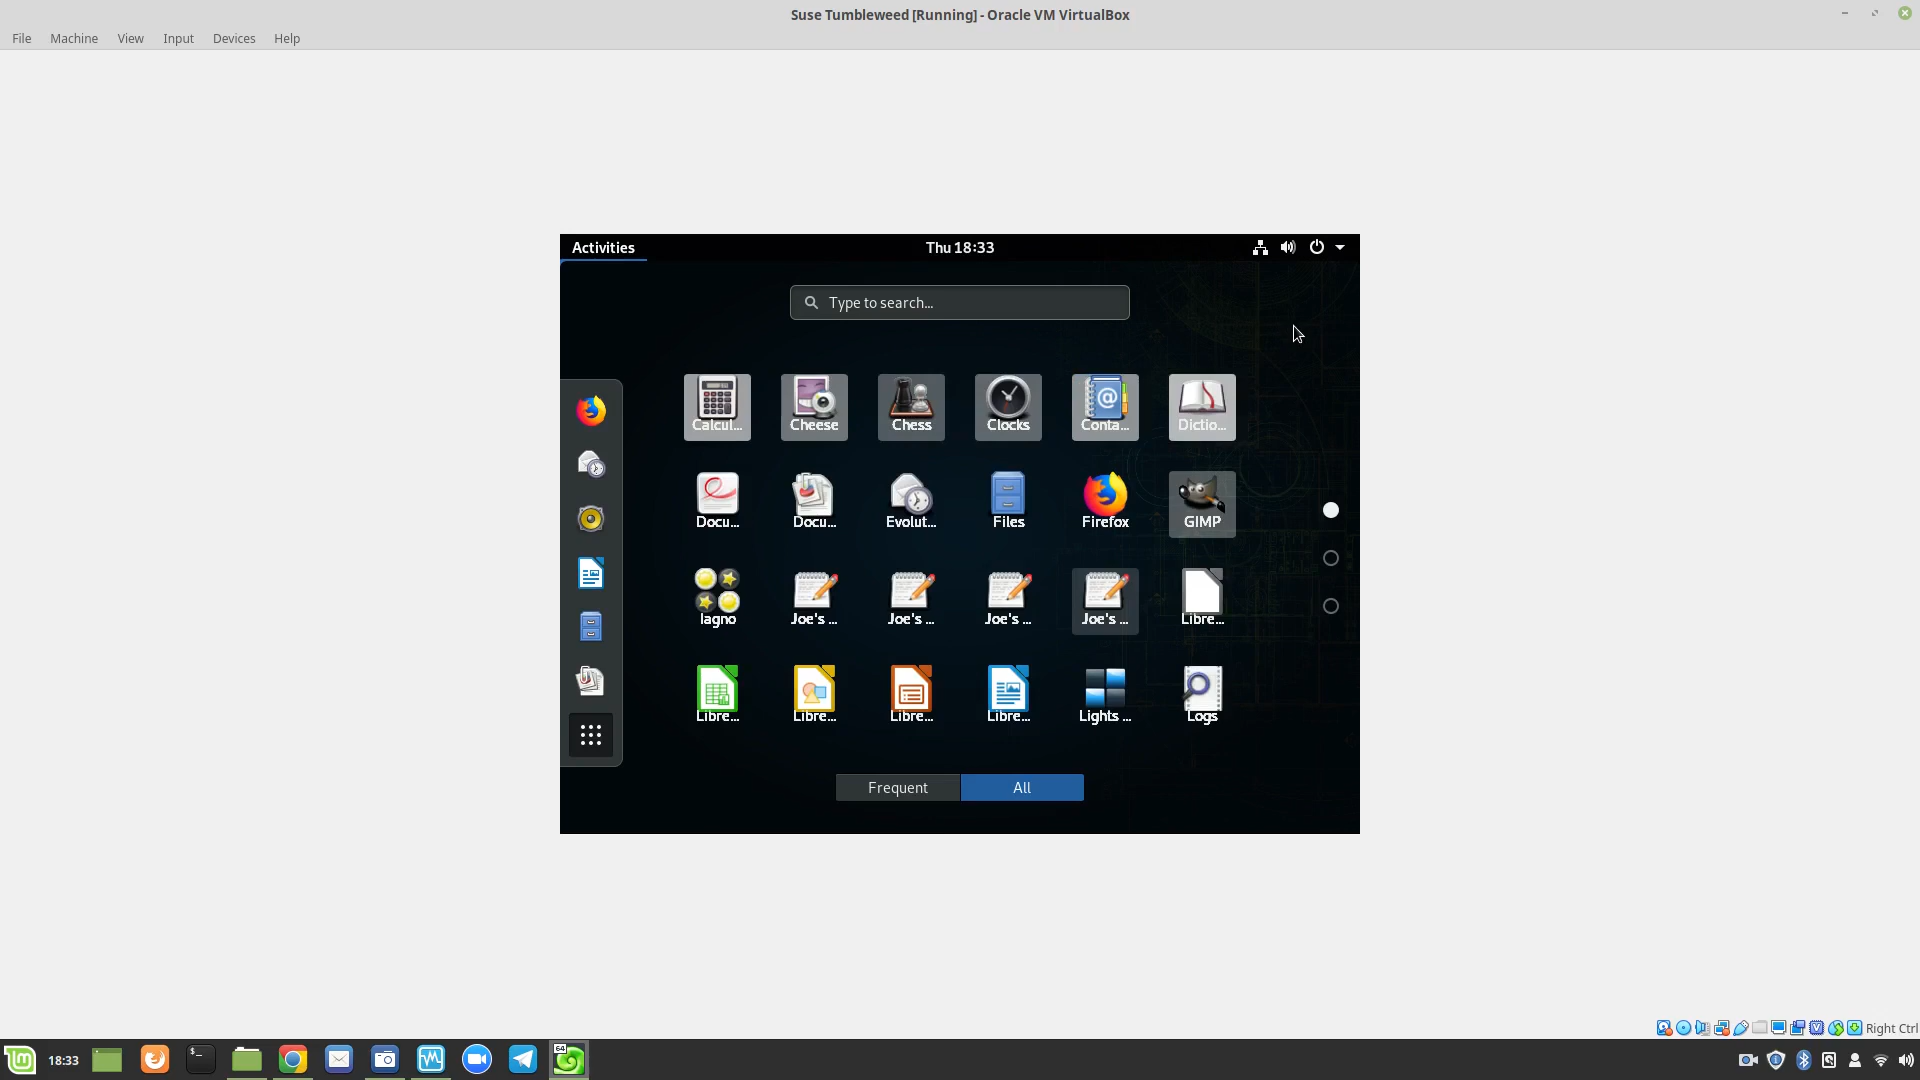 Suse Tumbleweed [Running] - Oracle VM VirtualBox
File Machine View Input Devices Help
Activities Thu 18:33
Type to search...
Calcul... Cheese Chess Clocks Conta... Dictio...
Docu... Docu... Evolut... Files Firefox GIMP
Iagno Joe's ... Joe's ... Joe's ... Joe's ... Libre...
Libre... Libre... Libre... Libre... Lights ... Logs
Frequent All
Right Ctrl
18:33
64